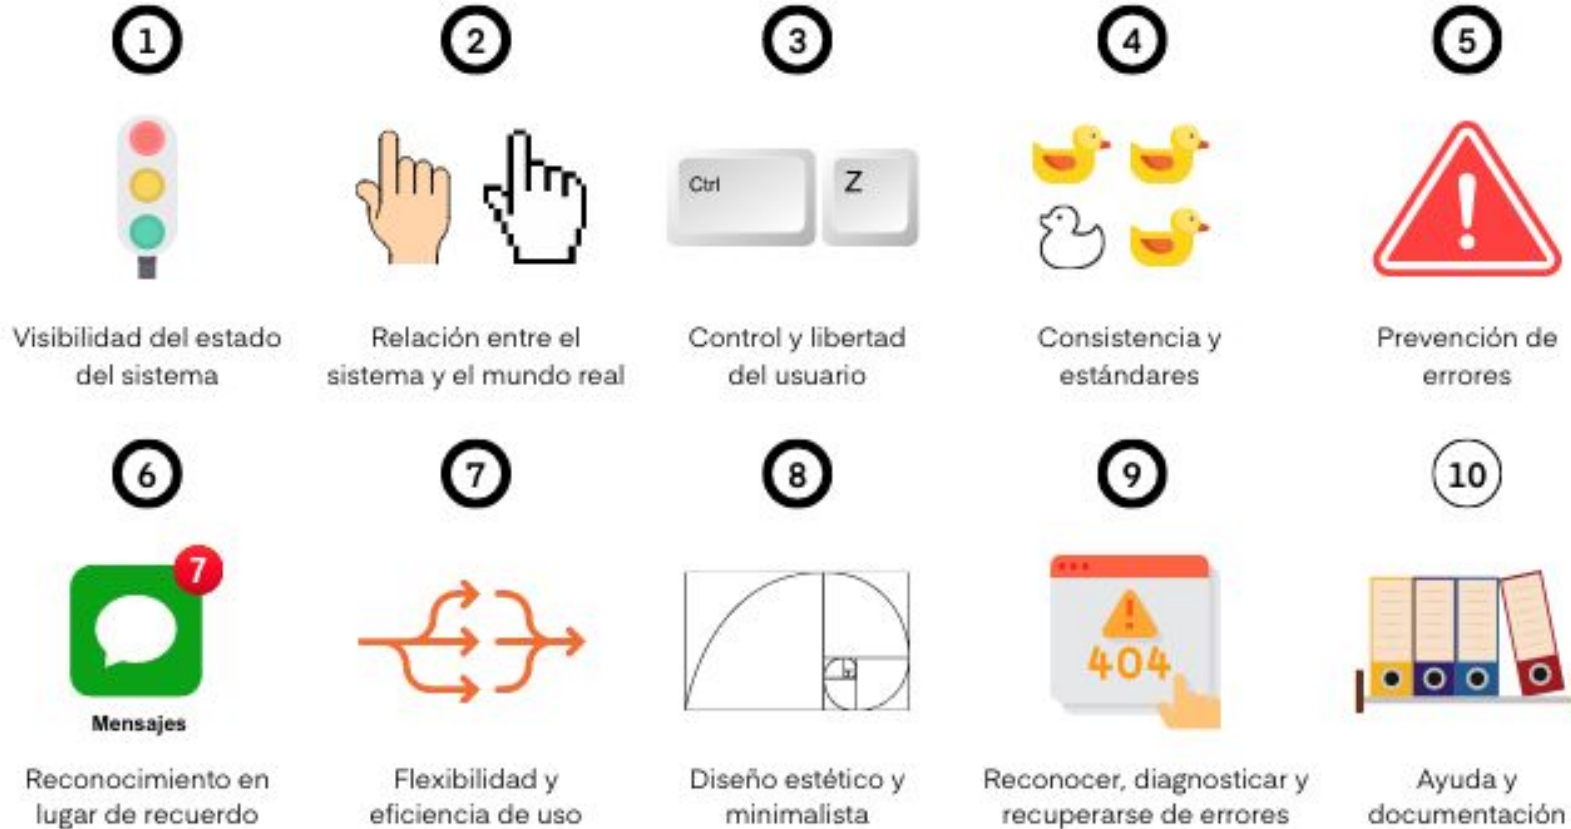 1
2
3
4
5
Ctrl
Z
Visibilidad del estado
del sistema
Relación entre el
sistema y el mundo real
Control y libertad
del usuario
Consistencia y
estándares
Prevención de
errores
6
7
8
9
10
7
Mensajes
404
Reconocimiento en
lugar de recuerdo
Flexibilidad y
eficiencia de uso
Diseño estético y
minimalista
Reconocer, diagnosticar y
recuperarse de errores
Ayuda y
documentación